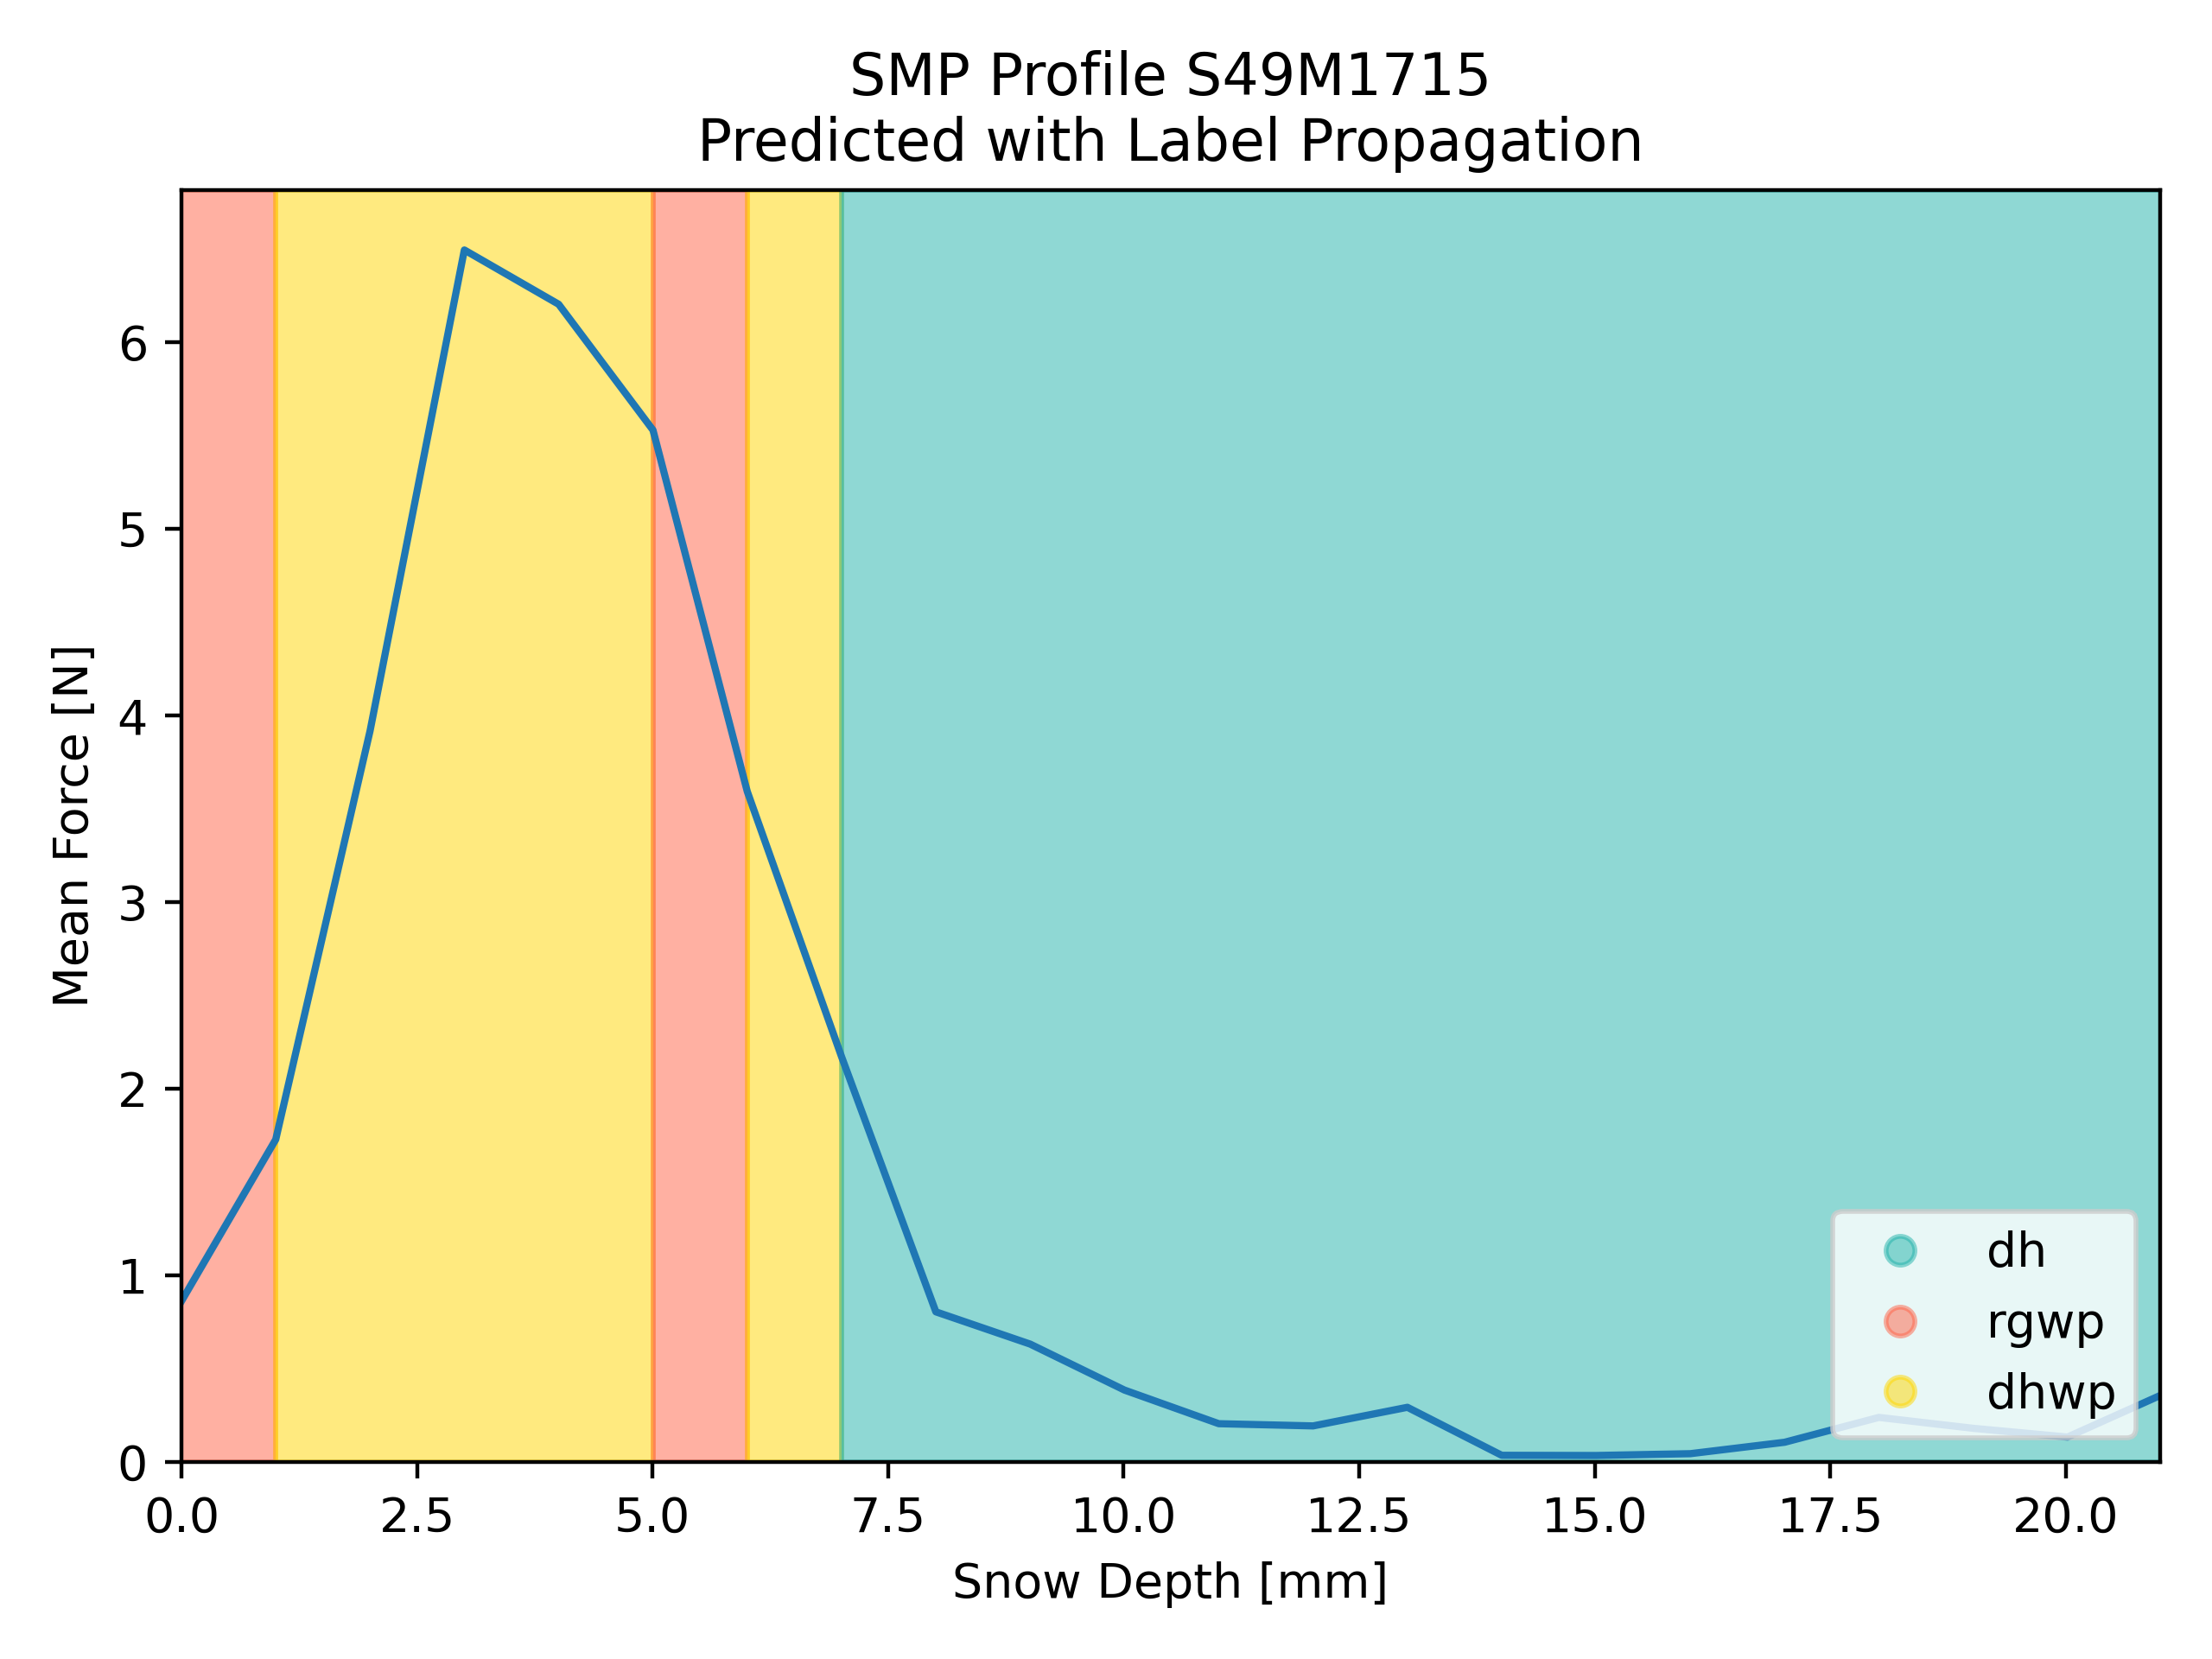 SMP Profile S49M1715
Predicted with Label Propagation
Mean Force [N]
6
5
4
3
2
1
0
dh
rgwp
dhwp
0.0 2.5 5.0 7.5 10.0 12.5 15.0 17.5 20.0
Snow Depth [mm]